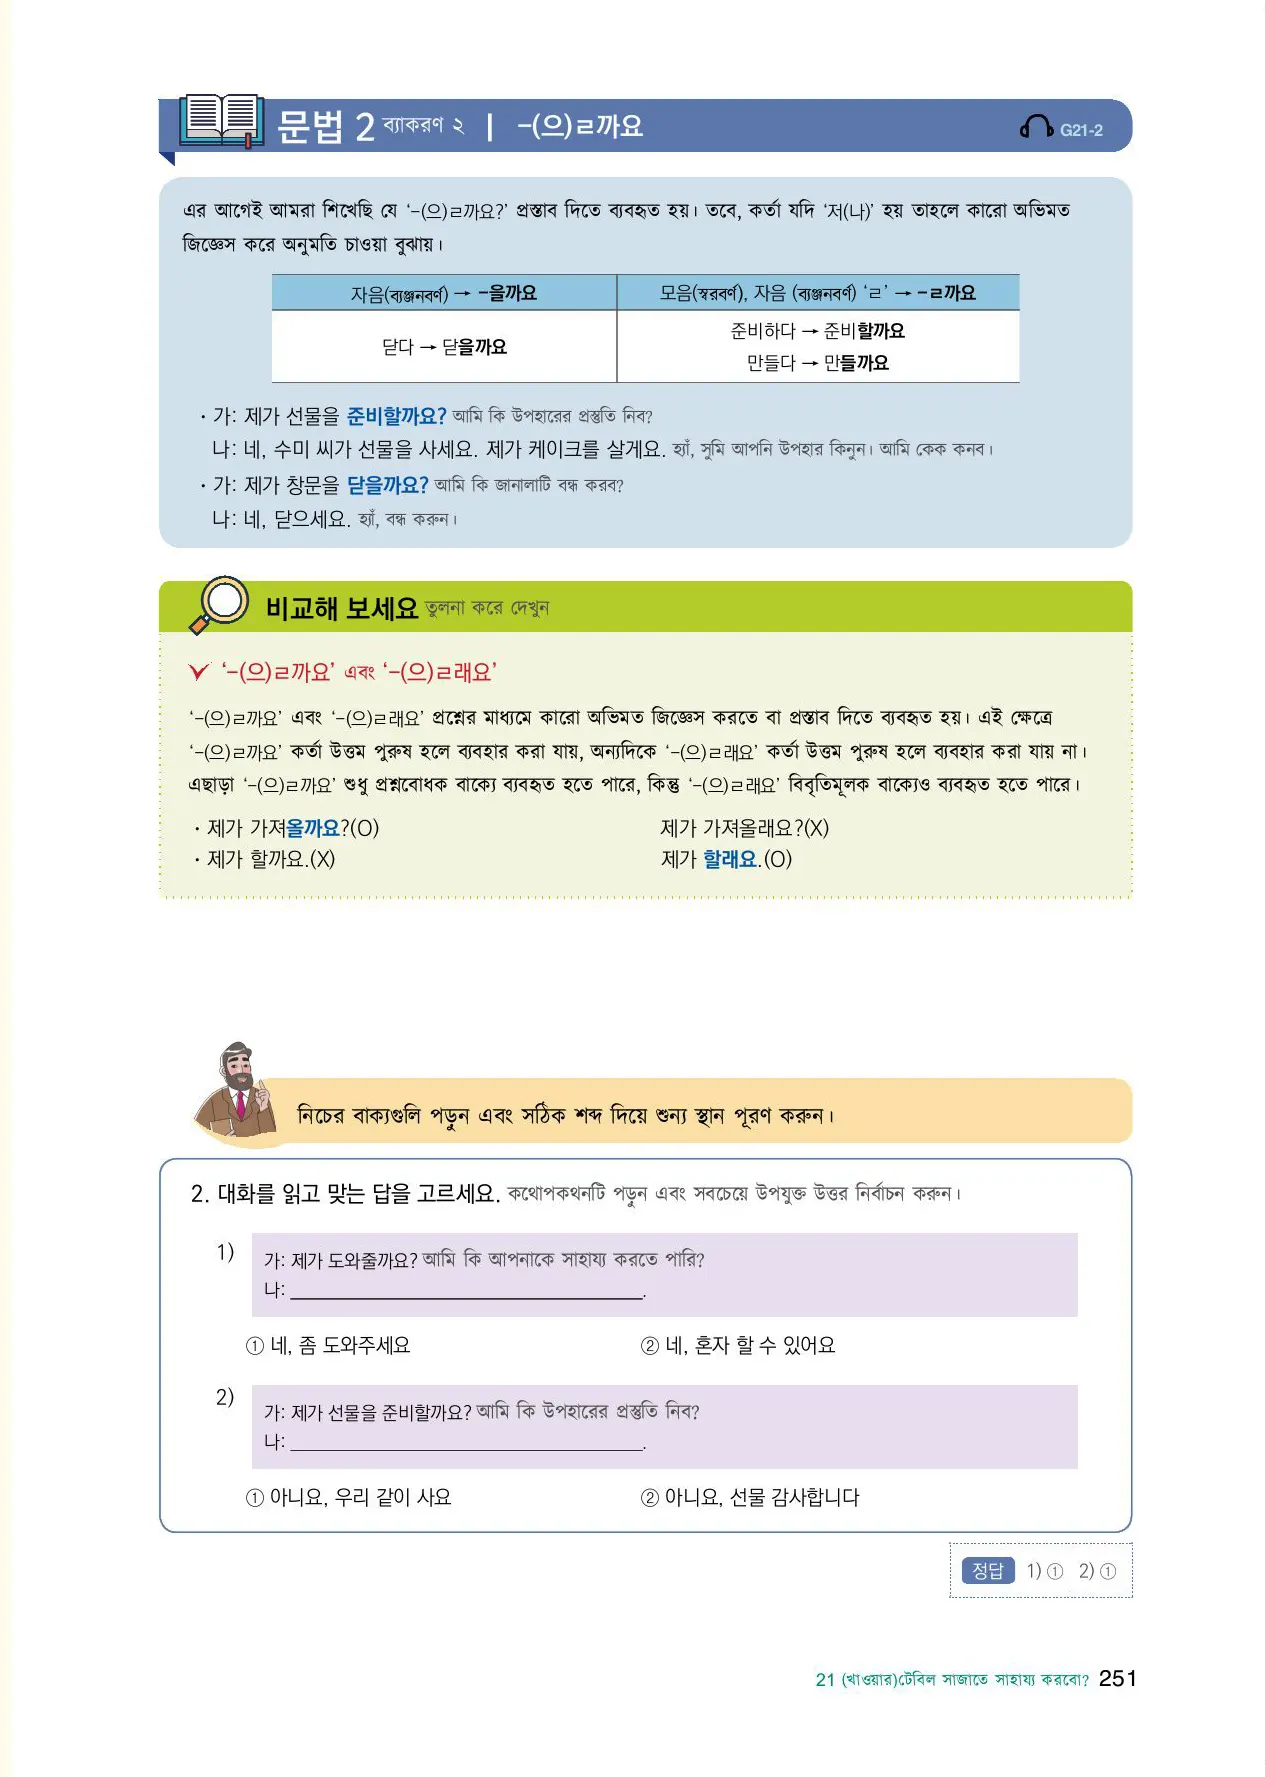 문법 2 ব্যাকরণ ২ | -(으)ㄹ까요
G21-2
এর আগেই আমরা শিখেছি যে ‘-(으)ㄹ까요?’ প্রস্তাব দিতে ব্যবহৃত হয়। তবে, কর্তা যদি ‘저(나)’ হয় তাহলে কারো অভিমত
জিজ্ঞেস করে অনুমতি চাওয়া বুঝায়।
자음(ব্যঞ্জনবর্ণ) → -을까요
모음(স্বরবর্ণ), 자음 (ব্যঞ্জনবর্ণ) ‘ㄹ’ → -ㄹ까요
닫다 → 닫을까요
준비하다 → 준비할까요
만들다 → 만들까요
· 가: 제가 선물을 준비할까요? আমি কি উপহারের প্রস্তুতি নিব?
나: 네, 수미 씨가 선물을 사세요. 제가 케이크를 살게요. হ্যাঁ, সুমি আপনি উপহার কিনুন। আমি কেক কনব।
· 가: 제가 창문을 닫을까요? আমি কি জানালাটি বন্ধ করব?
나: 네, 닫으세요. হ্যাঁ, বন্ধ করুন।
비교해 보세요 তুলনা করে দেখুন
‘-(으)ㄹ까요’ এবং ‘-(으)ㄹ래요’
‘-(으)ㄹ까요’ এবং ‘-(으)ㄹ래요’ প্রশ্নের মাধ্যমে কারো অভিমত জিজ্ঞেস করতে বা প্রস্তাব দিতে ব্যবহৃত হয়। এই ক্ষেত্রে
‘-(으)ㄹ까요’ কর্তা উত্তম পুরুষ হলে ব্যবহার করা যায়, অন্যদিকে ‘-(으)ㄹ래요’ কর্তা উত্তম পুরুষ হলে ব্যবহার করা যায় না।
এছাড়া ‘-(으)ㄹ까요’ শুধু প্রশ্নবোধক বাক্যে ব্যবহৃত হতে পারে, কিন্তু ‘-(으)ㄹ래요’ বিবৃতিমূলক বাক্যেও ব্যবহৃত হতে পারে।
· 제가 가져올까요?(O) 제가 가져올래요?(X)
· 제가 할까요.(X) 제가 할래요.(O)
নিচের বাক্যগুলি পড়ুন এবং সঠিক শব্দ দিয়ে শুন্য স্থান পূরণ করুন।
2. 대화를 읽고 맞는 답을 고르세요. কথোপকথনটি পড়ুন এবং সবচেয়ে উপযুক্ত উত্তর নির্বাচন করুন।
1)
가: 제가 도와줄까요? আমি কি আপনাকে সাহায্য করতে পারি?
나: ____________________.
① 네, 좀 도와주세요 ② 네, 혼자 할 수 있어요
2)
가: 제가 선물을 준비할까요? আমি কি উপহারের প্রস্তুতি নিব?
나: ____________________.
① 아니요, 우리 같이 사요 ② 아니요, 선물 감사합니다
정답 1) ① 2) ①
21 (খাওয়ার)টেবিল সাজাতে সাহায্য করবো? 251